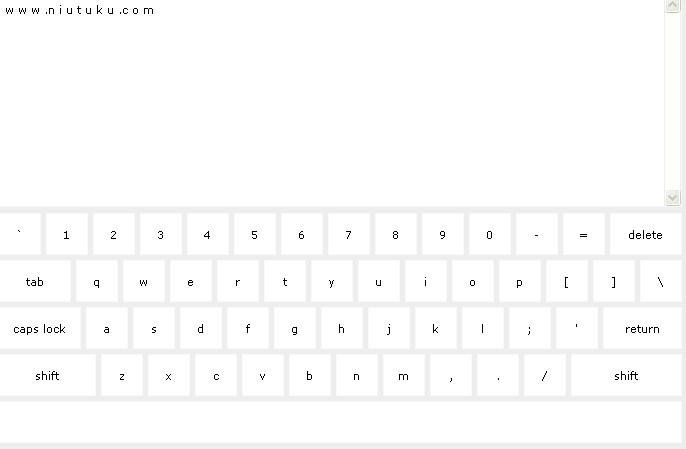 www.niutuku.com
` 1 2 3 4 5 6 7 8 9 0 - = delete
tab q w e r t y u i o p [ ] \
caps lock a s d f g h j k l ; ' return
shift z x c v b n m , . / shift